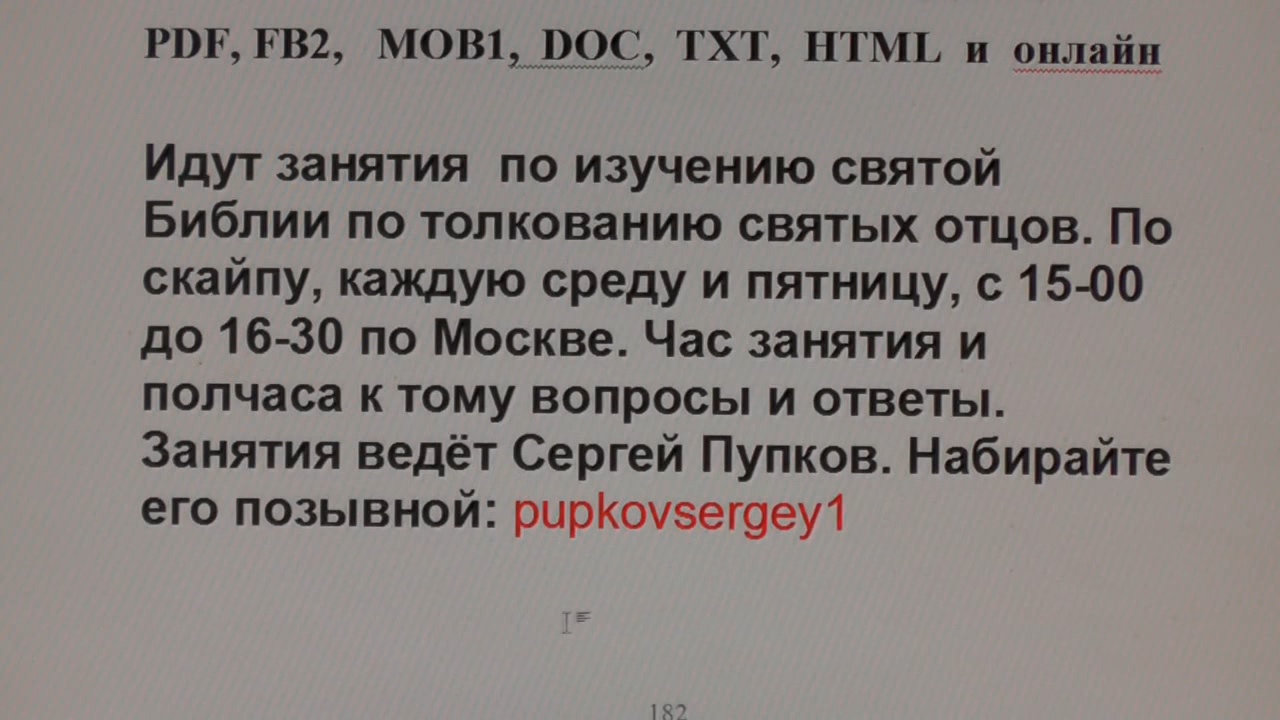 PDF, FB2, MOB1, DOC, TXT, HTML и онлайн
Идут занятия по изучению святой
Библии по толкованию святых отцов. По
скайпу, каждую среду и пятницу, с 15-00
до 16-30 по Москве. Час занятия и
полчаса к тому вопросы и ответы.
Занятия ведёт Сергей Пупков. Набирайте
его позывной: pupkovsergey1
182